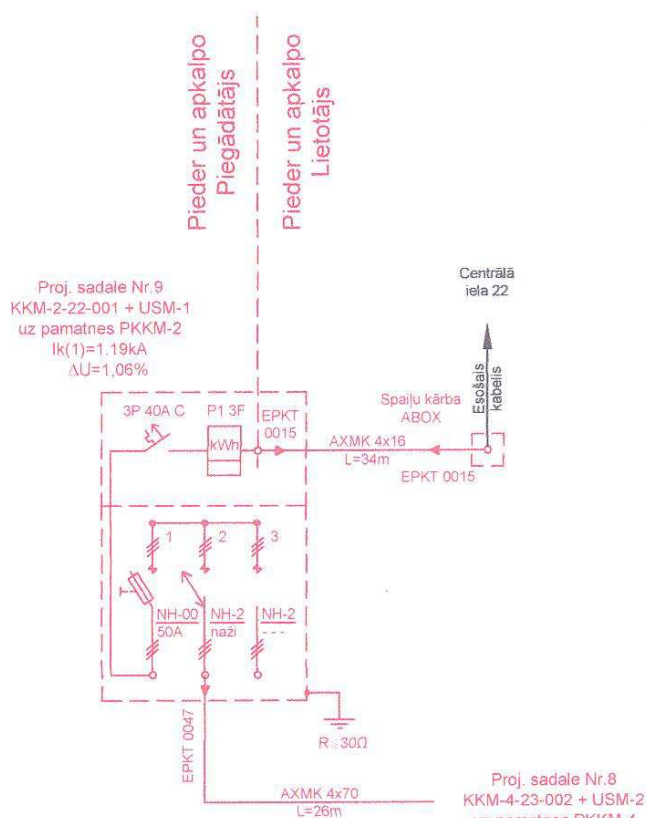 Pieder un apkalpo
Piegādātājs
Pieder un apkalpo
Lietotājs
Proj. sadale Nr.9
KKM-2-22-001 + USM-1
uz pamatnes PKKM-2
Ik(1)=1.19kA
ΔU=1,06%
Centrālā
iela 22
Esošais
kabelis
3P 40A C
P1 3F
EPKT
0015
kWh
Spaiļu kārba
ABOX
AXMK 4x16
L=34m
EPKT 0015
1
2
3
NH-00
50A
NH-2
naži
NH-2
---
EPKT 0047
R≤30Ω
AXMK 4x70
L=26m
Proj. sadale Nr.8
KKM-4-23-002 + USM-2
uz pamatnes PKKM-4